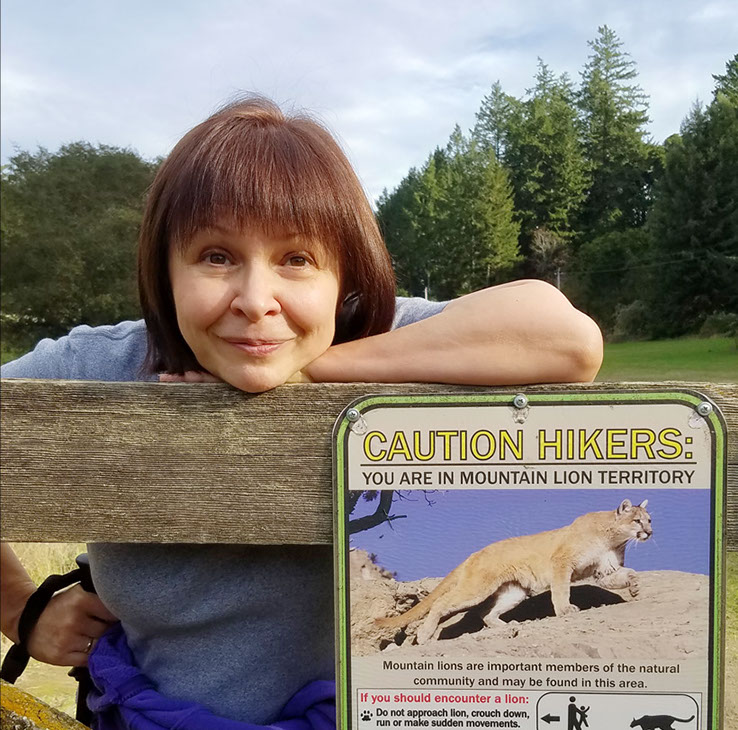 CAUTION HIKERS:
YOU ARE IN MOUNTAIN LION TERRITORY
Mountain lions are important members of the natural
community and may be found in this area.
If you should encounter a lion:
Do not approach lion, crouch down,
run or make sudden movements.